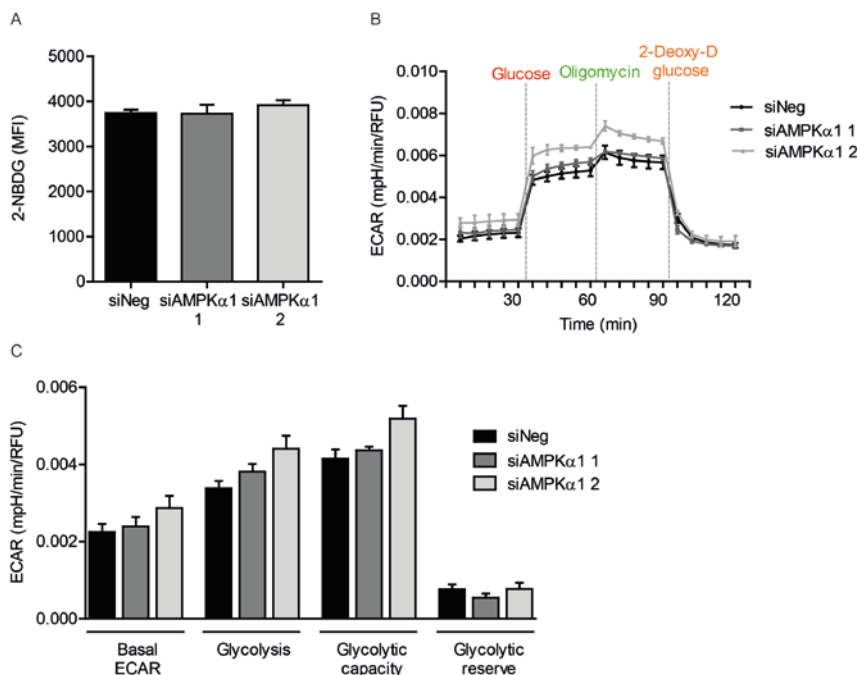 A
2-NBDG (MFI)
5000
4000
3000
2000
1000
0
siNeg siAMPKα1 siAMPKα1
1 2
B
Glucose Oligomycin 2-Deoxy-D
glucose
ECAR (mpH/min/RFU)
0.010
0.008
0.006
0.004
0.002
0.000
30 60 90 120
Time (min)
siNeg
siAMPKα1 1
siAMPKα1 2
C
ECAR (mpH/min/RFU)
0.006
0.004
0.002
0.000
siNeg
siAMPKα1 1
siAMPKα1 2
Basal Glycolysis Glycolytic Glycolytic
ECAR capacity reserve